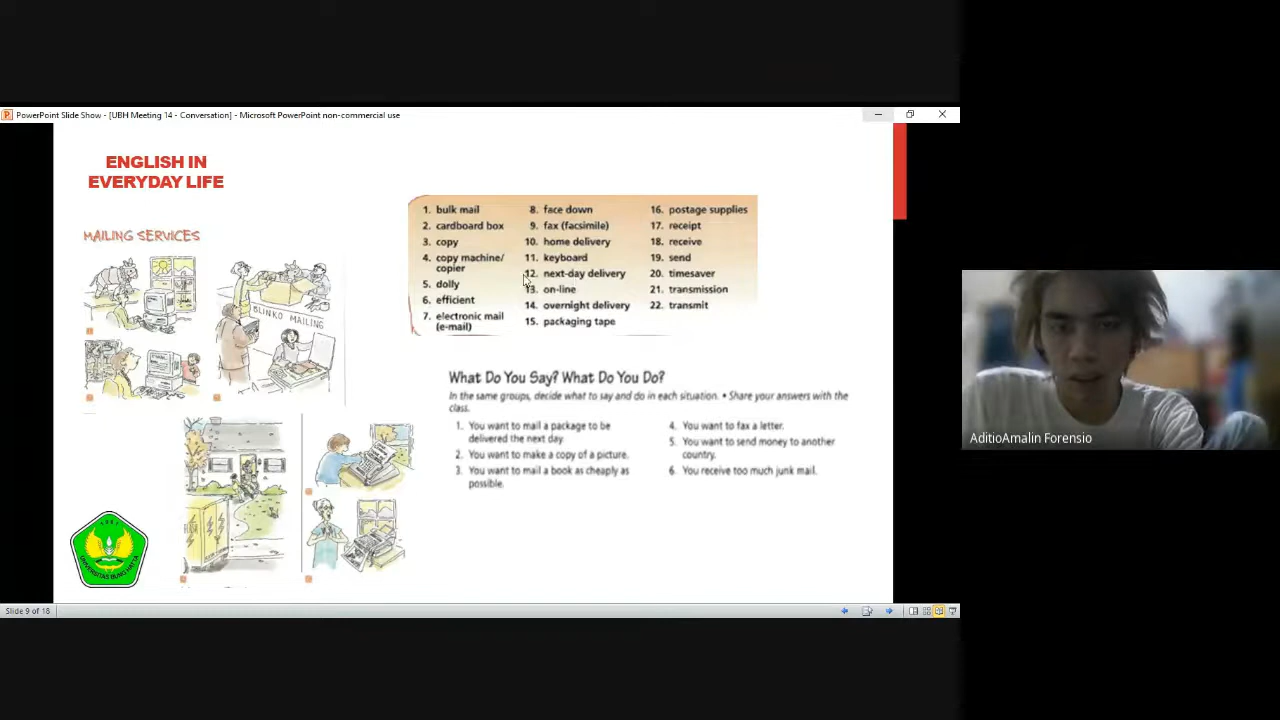 PowerPoint Slide Show - [UBH Meeting 14 - Conversation] - Microsoft PowerPoint non-commercial use
ENGLISH IN
EVERYDAY LIFE
MAILING SERVICES
BLINKO MAILING
1. bulk mail
2. cardboard box
3. copy
4. copy machine/
copier
5. dolly
6. efficient
7. electronic mail
(e-mail)
8. face down
9. fax (facsimile)
10. home delivery
11. keyboard
12. next-day delivery
13. on-line
14. overnight delivery
15. packaging tape
16. postage supplies
17. receipt
18. receive
19. send
20. timesaver
21. transmission
22. transmit
What Do You Say? What Do You Do?
In the same groups, decide what to say and do in each situation. • Share your answers with the
class.
1. You want to mail a package to be
delivered the next day.
2. You want to make a copy of a picture.
3. You want to mail a book as cheaply as
possible.
4. You want to fax a letter.
5. You want to send money to another
country.
6 You receive too much junk mail.
UNIVERSITAS BUNG HATTA
AditioAmalin Forensio
Slide 9 of 18